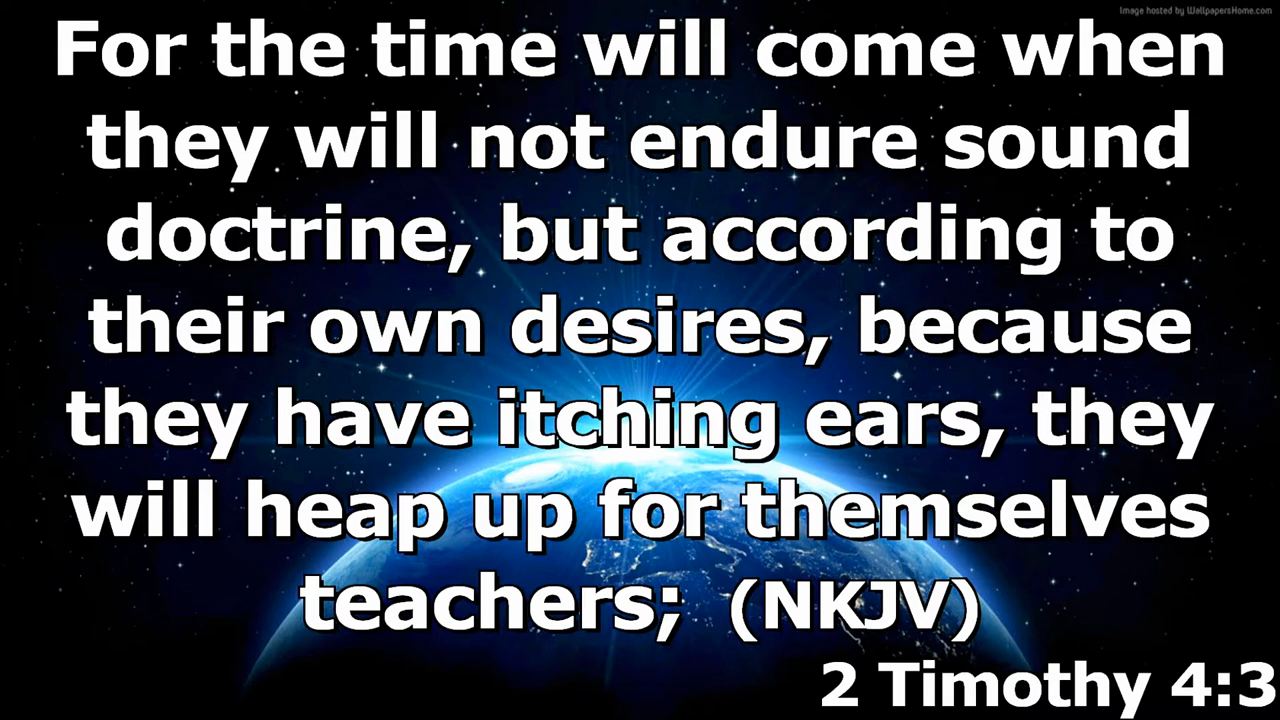 Image hosted by WallpapersHome.com
For the time will come when
they will not endure sound
doctrine, but according to
their own desires, because
they have itching ears, they
will heap up for themselves
teachers; (NKJV)
2 Timothy 4:3